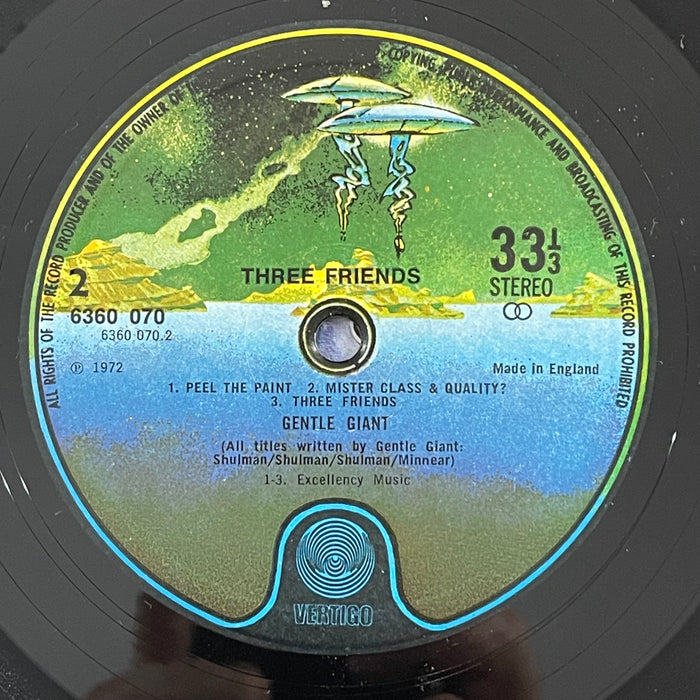 ALL RIGHTS OF THE RECORD PRODUCER AND OF THE OWNER OF
COPYING
PERFORMANCE AND BROADCASTING OF THIS RECORD PROHIBITED
THREE FRIENDS
33⅓
STEREO
2
6360 070
6360 070.2
Ⓟ 1972
Made in England
1. PEEL THE PAINT 2. MISTER CLASS & QUALITY?
3. THREE FRIENDS
GENTLE GIANT
(All titles written by Gentle Giant:
Shulman/Shulman/Shulman/Minnear)
1-3. Excellency Music
VERTIGO